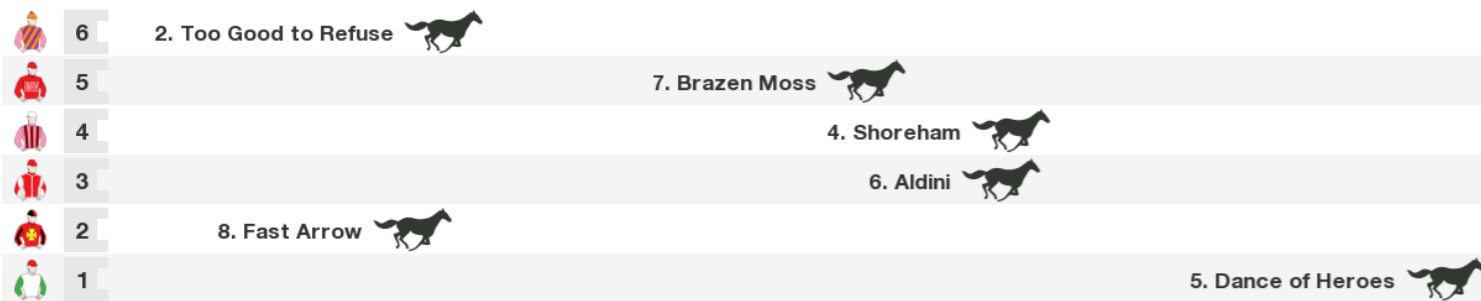 6 2. Too Good to Refuse
5 7. Brazen Moss
4 4. Shoreham
3 6. Aldini
2 8. Fast Arrow
1 5. Dance of Heroes